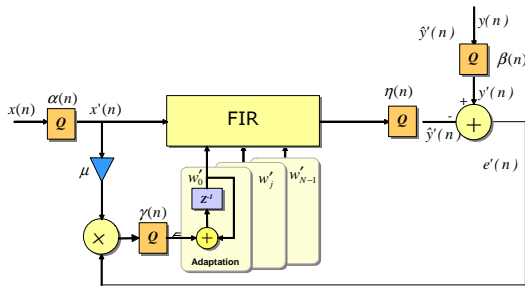 y(n)
ŷ'(n)
Q
β(n)
α(n)
η(n)
y'(n)
x(n)
Q
x'(n)
FIR
Q
ŷ'(n)
+
-
+
e'(n)
μ
w'₀
w'ⱼ
w'N-1
z⁻¹
γ(n)
×
Q
+
Adaptation